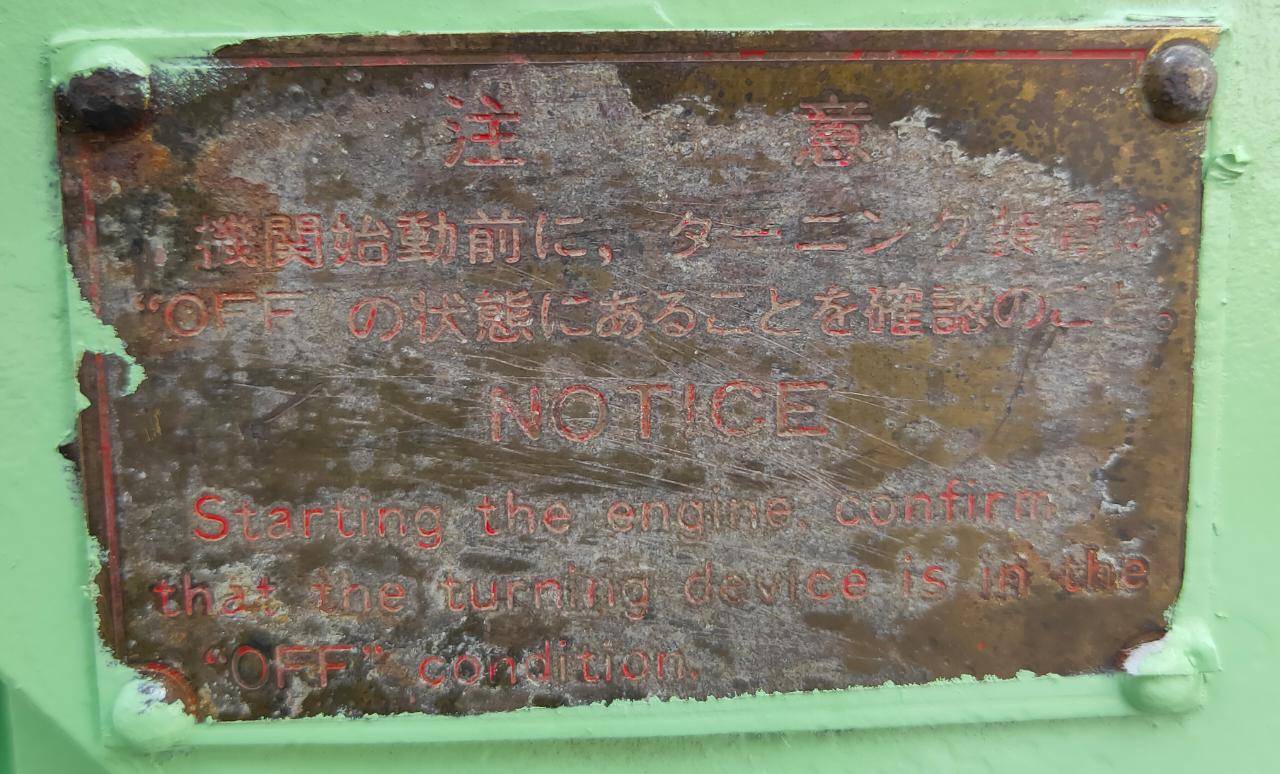 注意
機関始動前に，ターニング装置が
“OFF”の状態にあることを確認のこと。
NOTICE
Starting the engine, confirm
that the turning device is in the
“OFF” condition.